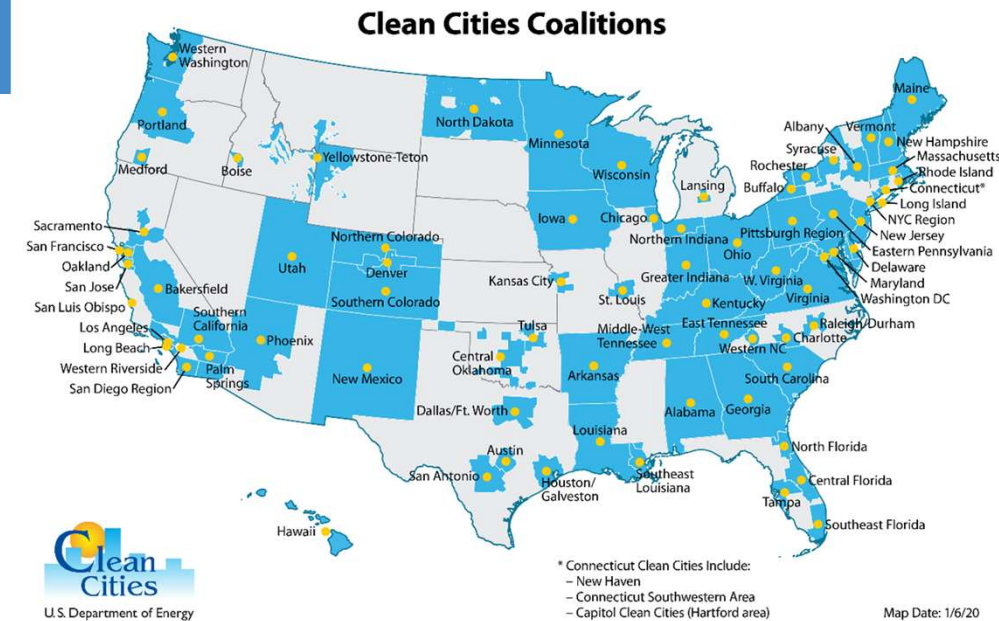 Clean Cities Coalitions
Western
Washington
Portland
Medford
Boise
Yellowstone-Teton
North Dakota
Minnesota
Wisconsin
Lansing
Iowa
Chicago
Northern Indiana
Greater Indiana
Ohio
Pittsburgh Region
W. Virginia
Virginia
Kentucky
Maine
Albany
Vermont
New Hampshire
Syracuse
Massachusetts
Rochester
Rhode Island
Buffalo
Connecticut*
Long Island
NYC Region
New Jersey
Eastern Pennsylvania
Delaware
Maryland
Washington DC
Sacramento
San Francisco
Oakland
San Jose
San Luis Obispo
Bakersfield
Southern
California
Los Angeles
Long Beach
Western Riverside
San Diego Region
Palm
Springs
Utah
Northern Colorado
Denver
Southern Colorado
Phoenix
New Mexico
Kansas City
St. Louis
Tulsa
Central
Oklahoma
Arkansas
Middle-West
Tennessee
East Tennessee
Western NC
Raleigh/Durham
Charlotte
South Carolina
Dallas/Ft. Worth
Austin
San Antonio
Houston/
Galveston
Louisiana
Southeast
Louisiana
Alabama
Georgia
North Florida
Central Florida
Tampa
Southeast Florida
Hawaii
Clean
Cities
U.S. Department of Energy
* Connecticut Clean Cities Include:
– New Haven
– Connecticut Southwestern Area
– Capitol Clean Cities (Hartford area)
Map Date: 1/6/20